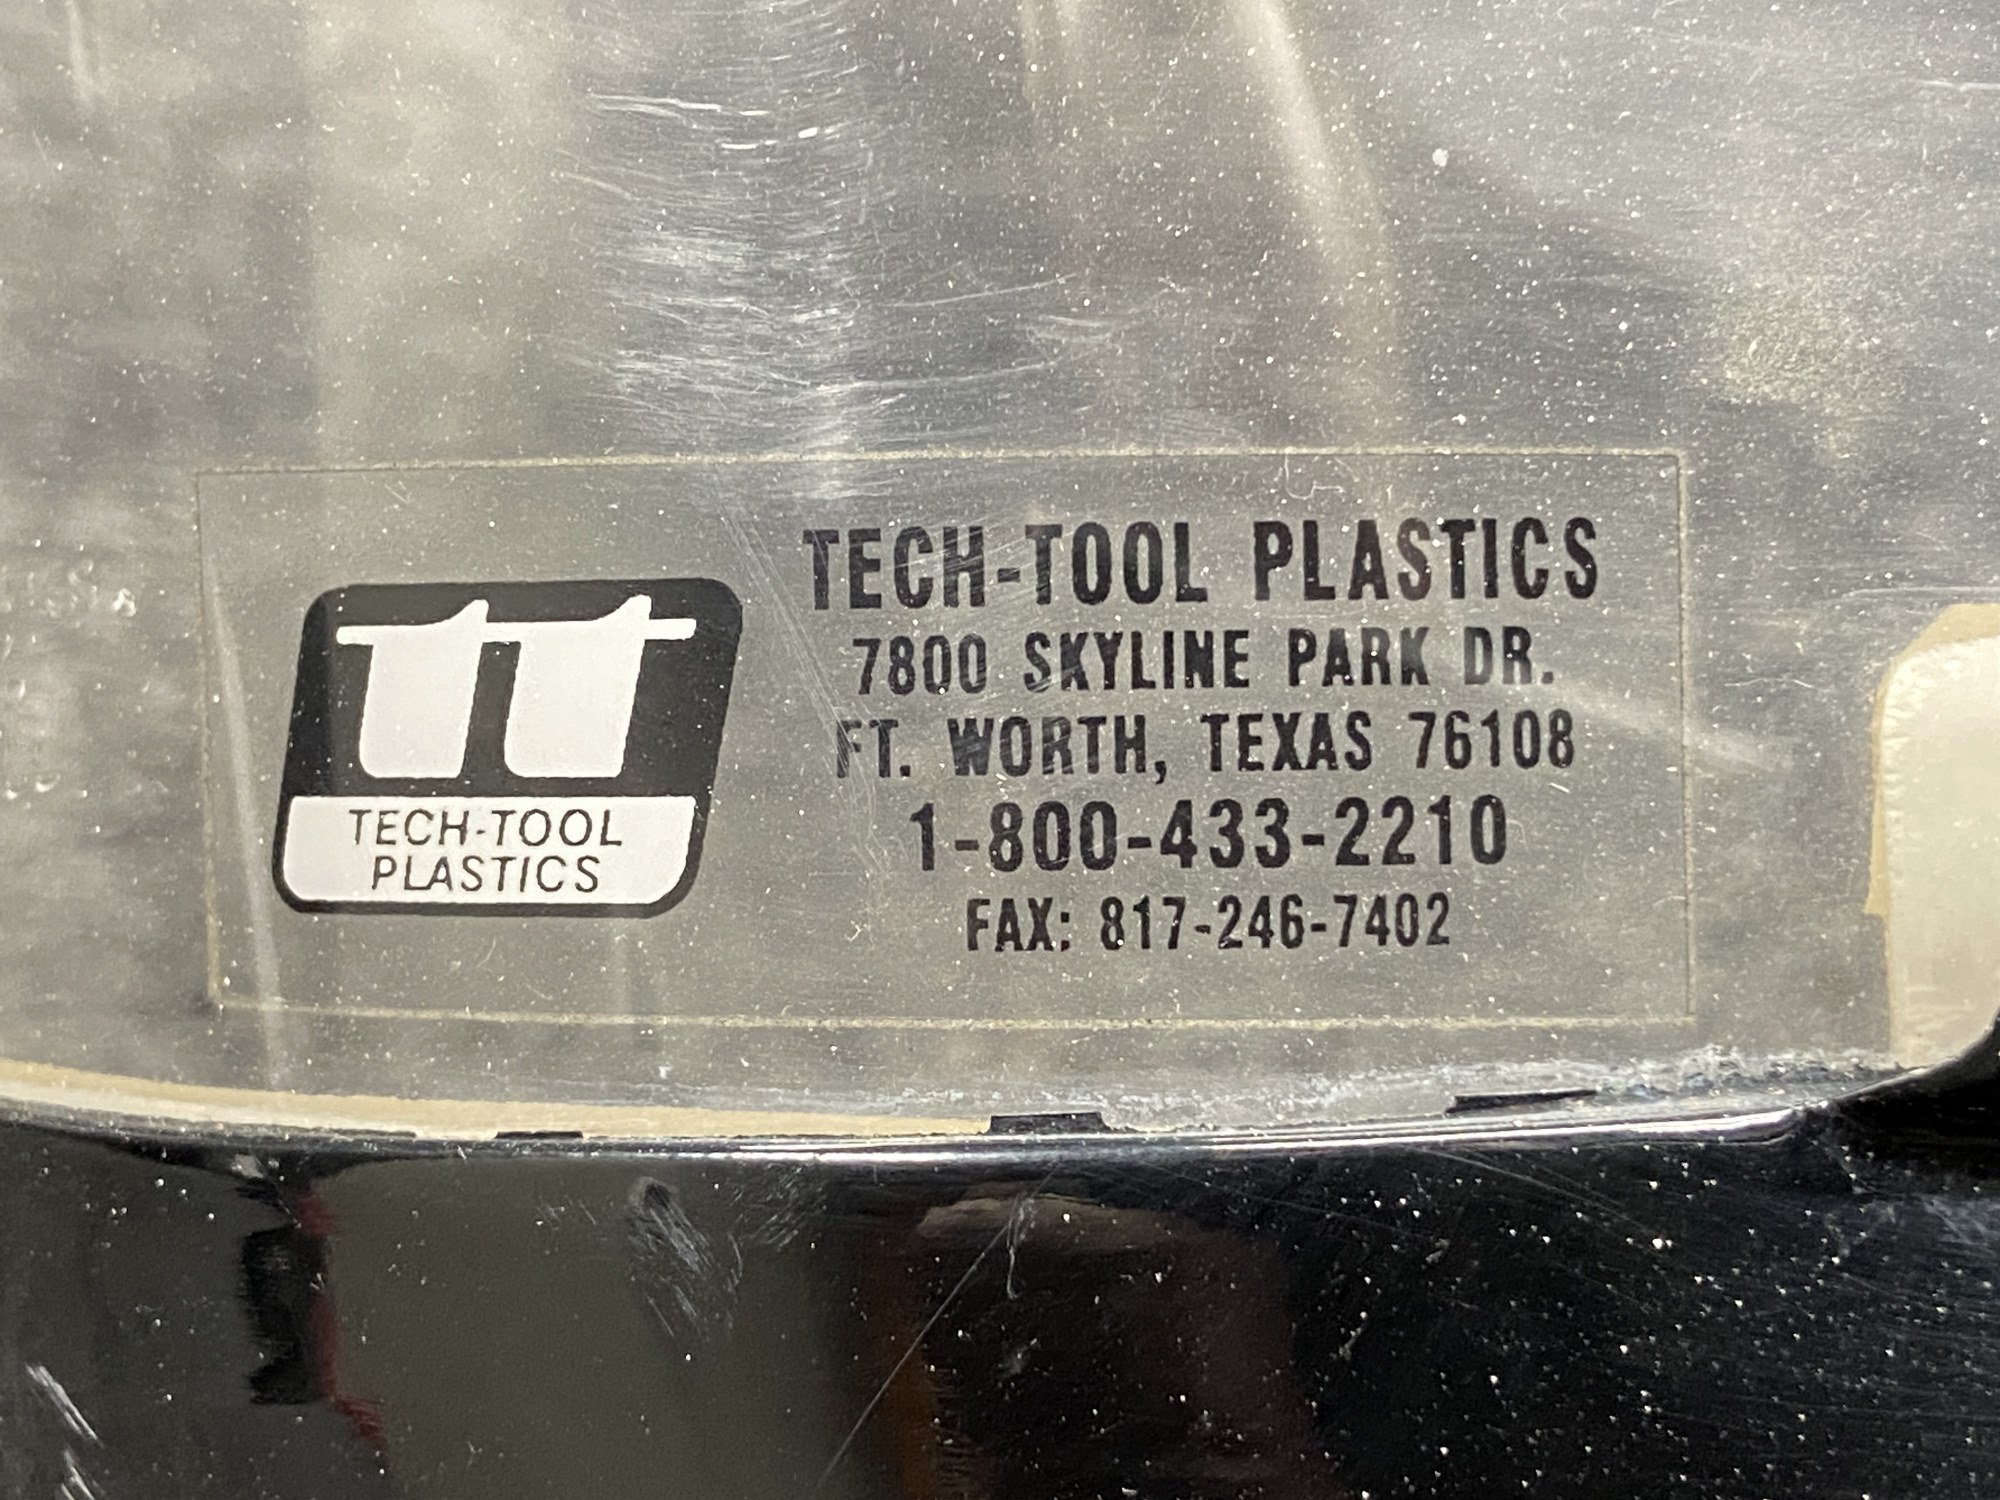 tt
TECH-TOOL
PLASTICS
TECH-TOOL PLASTICS
7800 SKYLINE PARK DR.
FT. WORTH, TEXAS 76108
1-800-433-2210
FAX: 817-246-7402